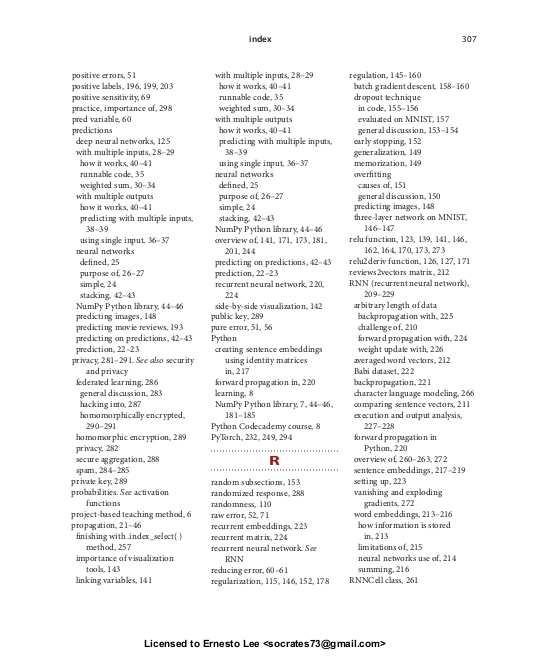 index
307
positive errors, 51
positive labels, 196, 199, 203
positive sensitivity, 69
practice, importance of, 298
pred variable, 60
predictions
deep neural networks, 125
with multiple inputs, 28–29
how it works, 40–41
runnable code, 35
weighted sum, 30–34
with multiple outputs
how it works, 40–41
predicting with multiple inputs,
38–39
using single input, 36–37
neural networks
defined, 25
purpose of, 26–27
simple, 24
stacking, 42–43
NumPy Python library, 44–46
predicting images, 148
predicting movie reviews, 193
predicting on predictions, 42–43
prediction, 22–23
privacy, 281–291. See also security
and privacy
federated learning, 286
general discussion, 283
hacking into, 287
homomorphically encrypted,
290–291
homomorphic encryption, 289
privacy, 282
secure aggregation, 288
spam, 284–285
private key, 289
probabilities. See activation
functions
project-based teaching method, 6
propagation, 21–46
finishing with .index_select( )
method, 257
importance of visualization
tools, 143
linking variables, 141
with multiple inputs, 28–29
how it works, 40–41
runnable code, 35
weighted sum, 30–34
with multiple outputs
how it works, 40–41
predicting with multiple inputs,
38–39
using single input, 36–37
neural networks
defined, 25
purpose of, 26–27
simple, 24
stacking, 42–43
NumPy Python library, 44–46
overview of, 141, 171, 173, 181,
201, 244
predicting on predictions, 42–43
prediction, 22–23
recurrent neural network, 220,
224
side-by-side visualization, 142
public key, 289
pure error, 51, 56
Python
creating sentence embeddings
using identity matrices
in, 217
forward propagation in, 220
learning, 8
NumPy Python library, 7, 44–46,
181–185
Python Codecademy course, 8
PyTorch, 232, 249, 294
R
random subsections, 153
randomized response, 288
randomness, 110
raw error, 52, 71
recurrent embeddings, 223
recurrent matrix, 224
recurrent neural network. See
RNN
reducing error, 60–61
regularization, 115, 146, 152, 178
regulation, 145–160
batch gradient descent, 158–160
dropout technique
in code, 155–156
evaluated on MNIST, 157
general discussion, 153–154
early stopping, 152
generalization, 149
memorization, 149
overfitting
causes of, 151
general discussion, 150
predicting images, 148
three-layer network on MNIST,
146–147
relu function, 123, 139, 141, 146,
162, 164, 170, 173, 273
relu2deriv function, 126, 127, 171
reviews2vectors matrix, 212
RNN (recurrent neural network),
209–229
arbitrary length of data
backpropagation with, 225
challenge of, 210
forward propagation with, 224
weight update with, 226
averaged word vectors, 212
Babi dataset, 222
backpropagation, 221
character language modeling, 266
comparing sentence vectors, 211
execution and output analysis,
227–228
forward propagation in
Python, 220
overview of, 260–263, 272
sentence embeddings, 217–219
setting up, 223
vanishing and exploding
gradients, 272
word embeddings, 213–216
how information is stored
in, 213
limitations of, 215
neural networks use of, 214
summing, 216
RNNCell class, 261
Licensed to Ernesto Lee <socrates73@gmail.com>